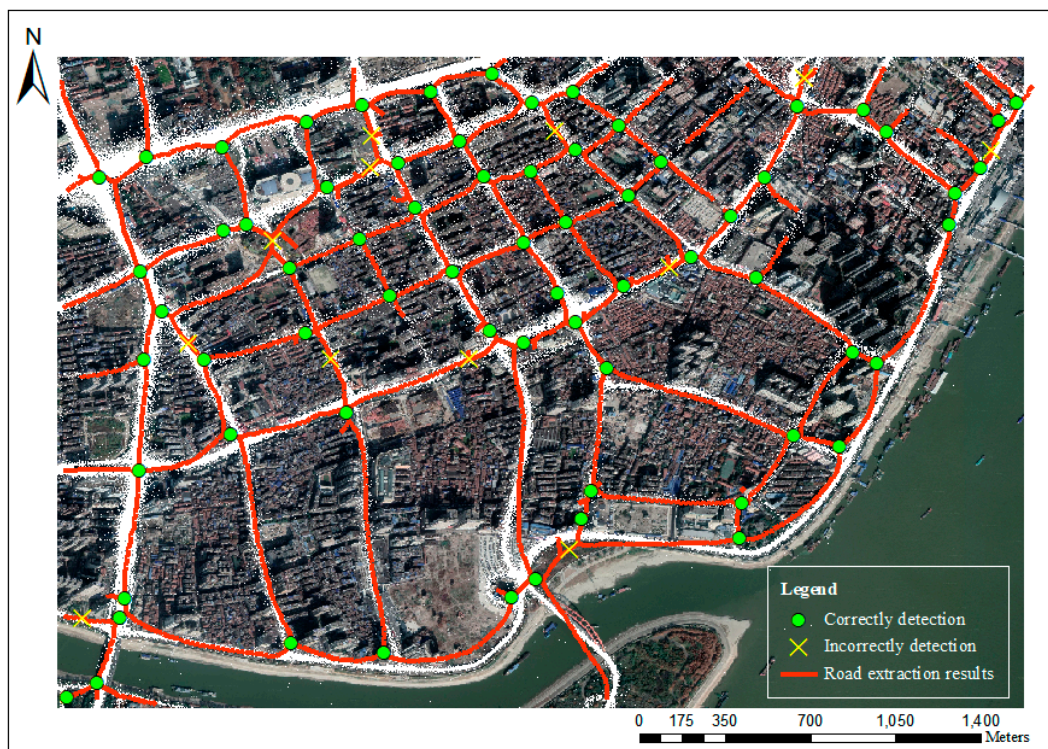 N
Legend
Correctly detection
Incorrectly detection
Road extraction results
0 175 350 700 1,050 1,400
Meters